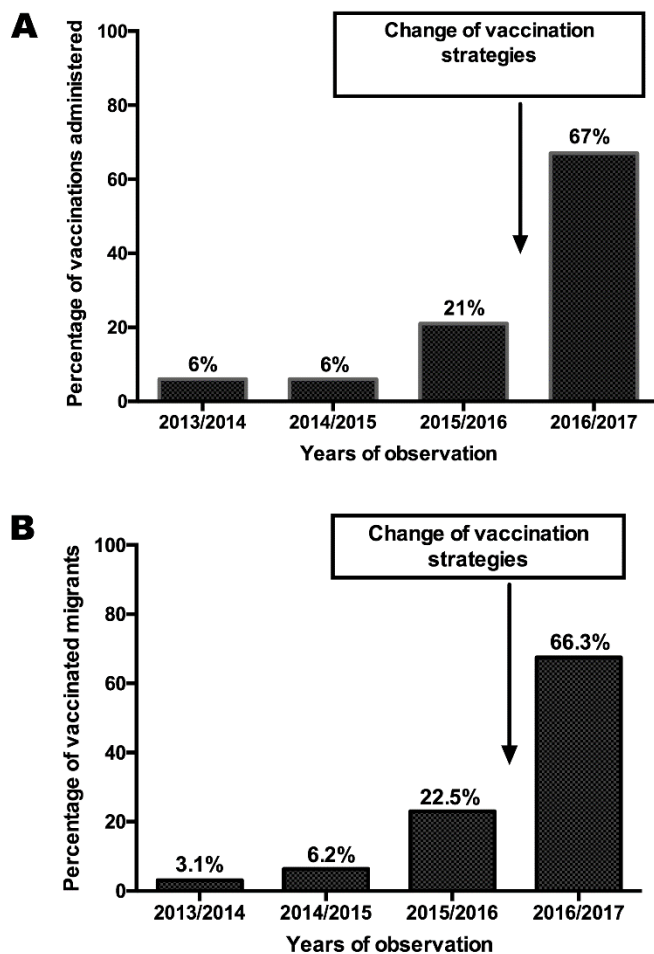 A
Change of vaccination
strategies
Percentage of vaccinations administered
100
80
60
40
20
0
6%
6%
21%
67%
2013/2014
2014/2015
2015/2016
2016/2017
Years of observation
B
Change of vaccination
strategies
Percentage of vaccinated migrants
100
80
60
40
20
0
3.1%
6.2%
22.5%
66.3%
2013/2014
2014/2015
2015/2016
2016/2017
Years of observation